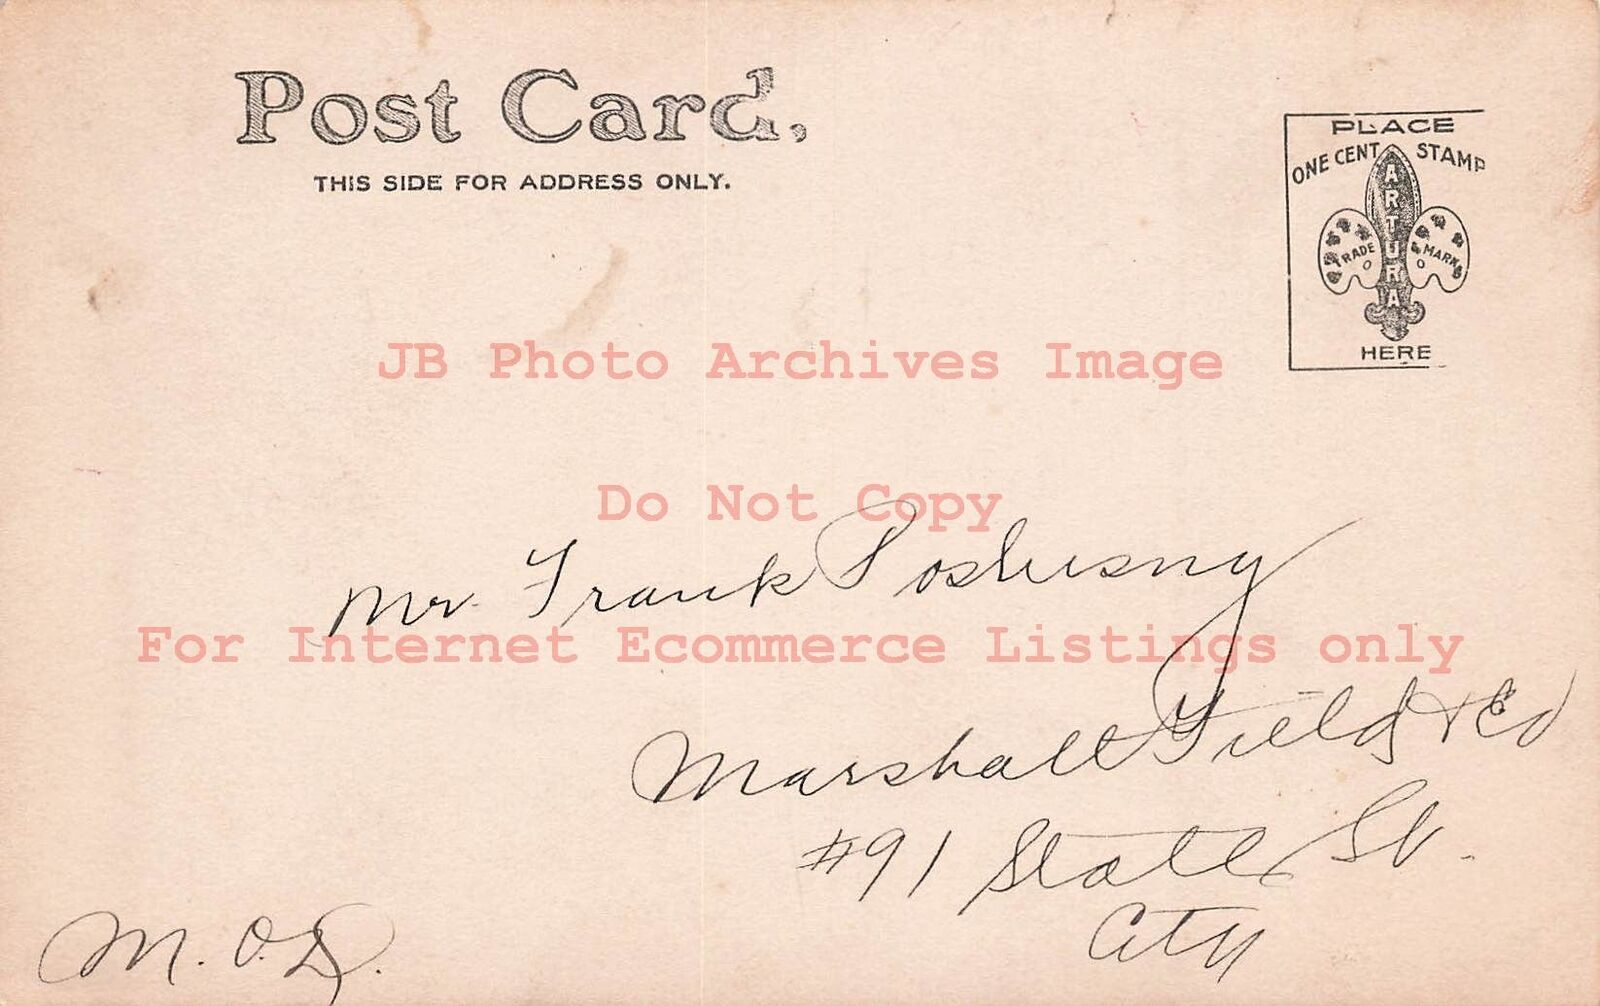 Post Card.
THIS SIDE FOR ADDRESS ONLY.
PLACE
ONE CENT STAMP
ARTURA
TRADE MARK
HERE
JB Photo Archives Image
Do Not Copy
Mr. Frank Poslusny
For Internet Ecommerce Listings only
Marshall Field & Co
#91 State St.
City
M. O. D.